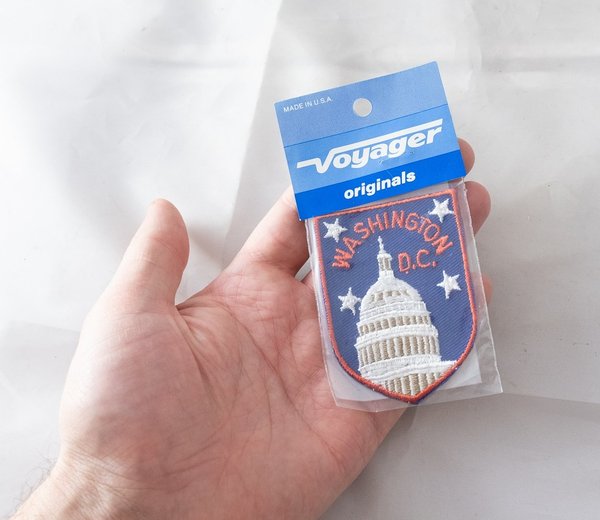 MADE IN U.S.A.
Voyager
originals
WASHINGTON
D.C.